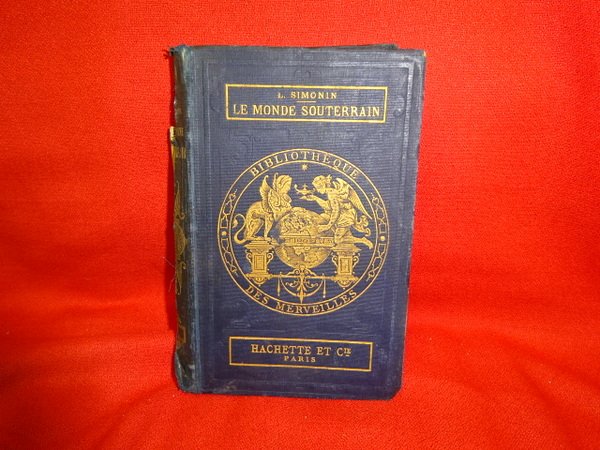 L. SIMONIN
LE MONDE SOUTERRAIN
BIBLIOTHÈQUE
DES MERVEILLES
HACHETTE ET Cie
PARIS